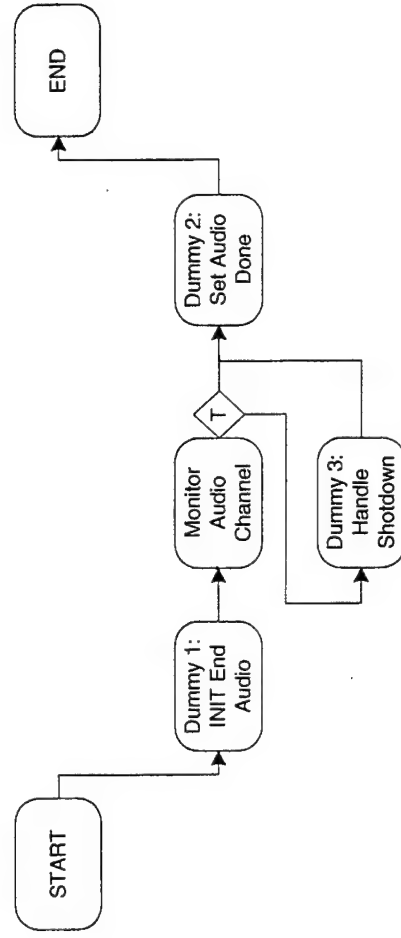 START
Dummy 1:
INIT End
Audio
Monitor
Audio
Channel
T
Dummy 3:
Handle
Shotdown
Dummy 2:
Set Audio
Done
END